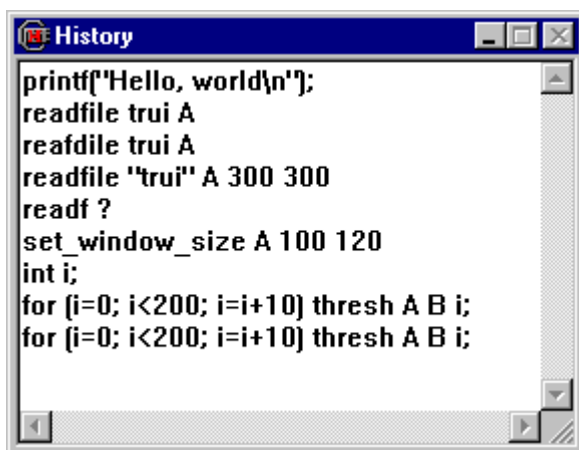 History
printf("Hello, world\n");
readfile trui A
reafdile trui A
readfile "trui" A 300 300
readf ?
set_window_size A 100 120
int i;
for (i=0; i<200; i=i+10) thresh A B i;
for (i=0; i<200; i=i+10) thresh A B i;